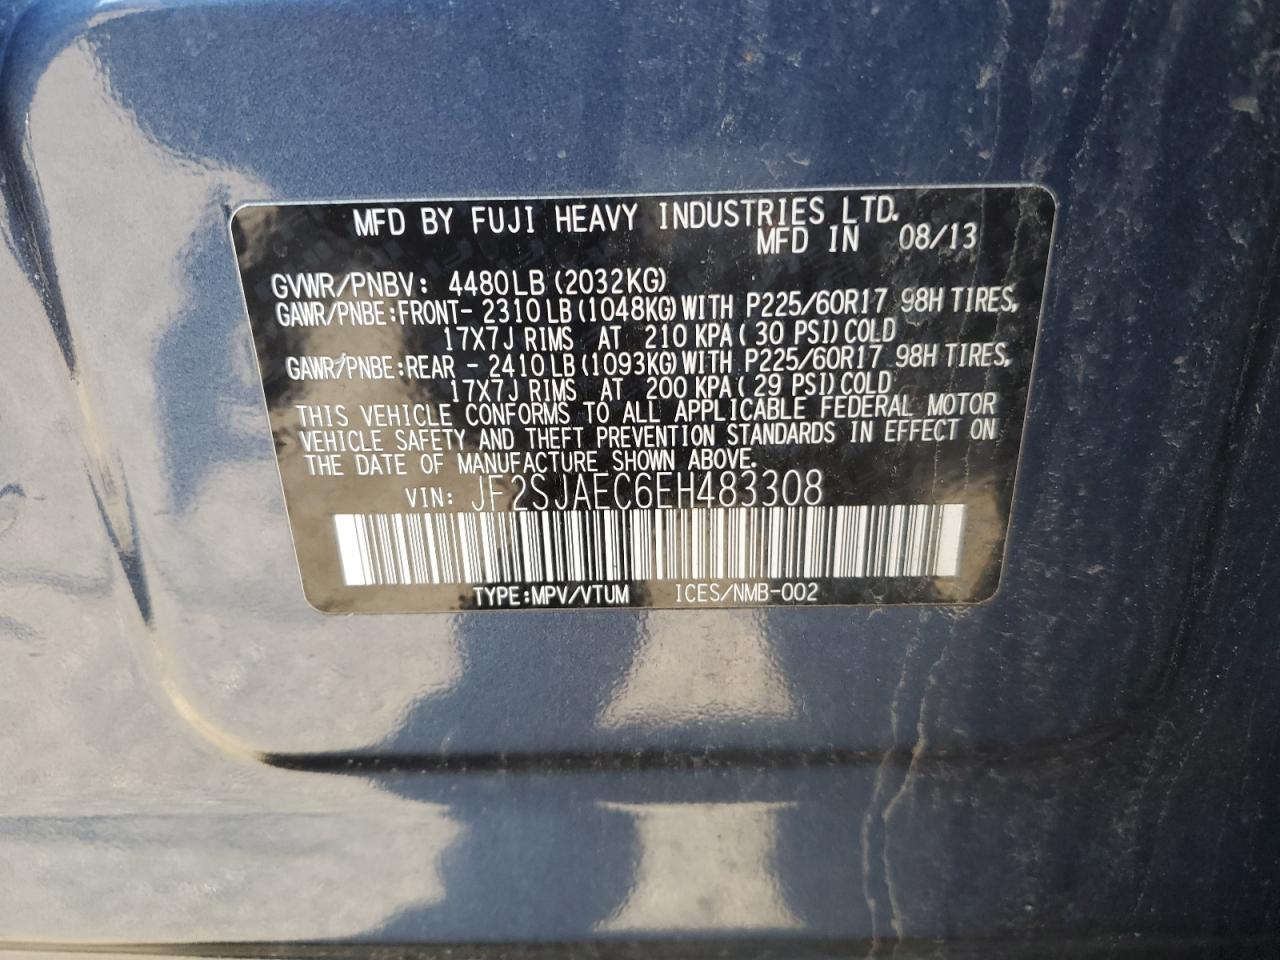 MFD BY FUJI HEAVY INDUSTRIES LTD.
MFD IN 08/13
GVWR/PNBV: 4480LB (2032KG)
GAWR/PNBE:FRONT- 2310LB (1048KG)WITH P225/60R17 98H TIRES,
17X7J RIMS AT 210 KPA( 30 PSI)COLD
GAWR/PNBE:REAR - 2410LB (1093KG)WITH P225/60R17 98H TIRES,
17X7J RIMS AT 200 KPA( 29 PSI)COLD
THIS VEHICLE CONFORMS TO ALL APPLICABLE FEDERAL MOTOR
VEHICLE SAFETY AND THEFT PREVENTION STANDARDS IN EFFECT ON
THE DATE OF MANUFACTURE SHOWN ABOVE.
VIN: JF2SJAEC6EH483308
TYPE:MPV/VTUM ICES/NMB-002